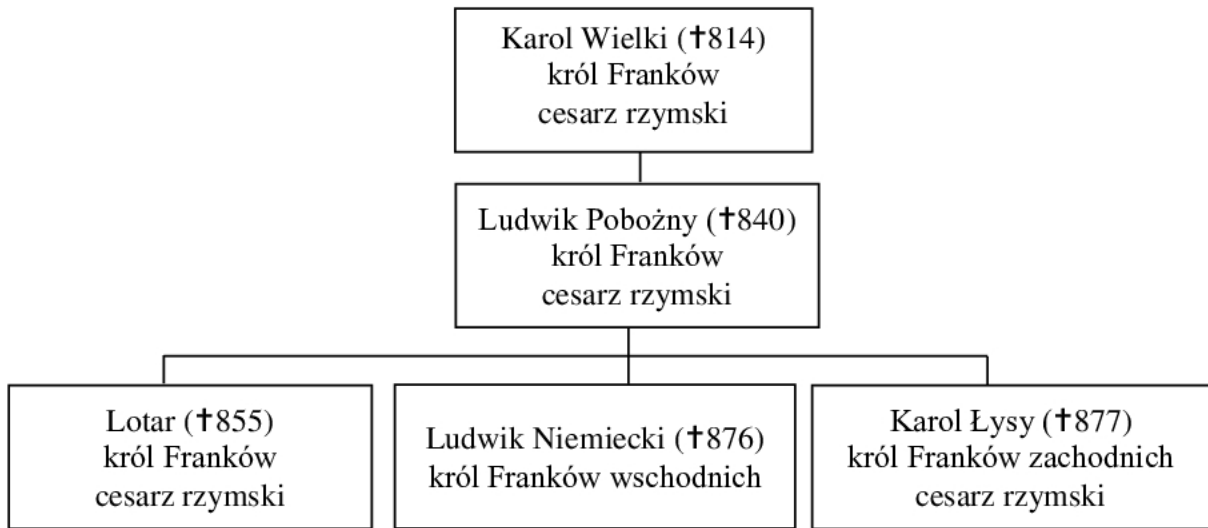 Karol Wielki (✝814)
król Franków
cesarz rzymski
Ludwik Pobożny (✝840)
król Franków
cesarz rzymski
Lotar (✝855)
król Franków
cesarz rzymski
Ludwik Niemiecki (✝876)
król Franków wschodnich
Karol Łysy (✝877)
król Franków zachodnich
cesarz rzymski